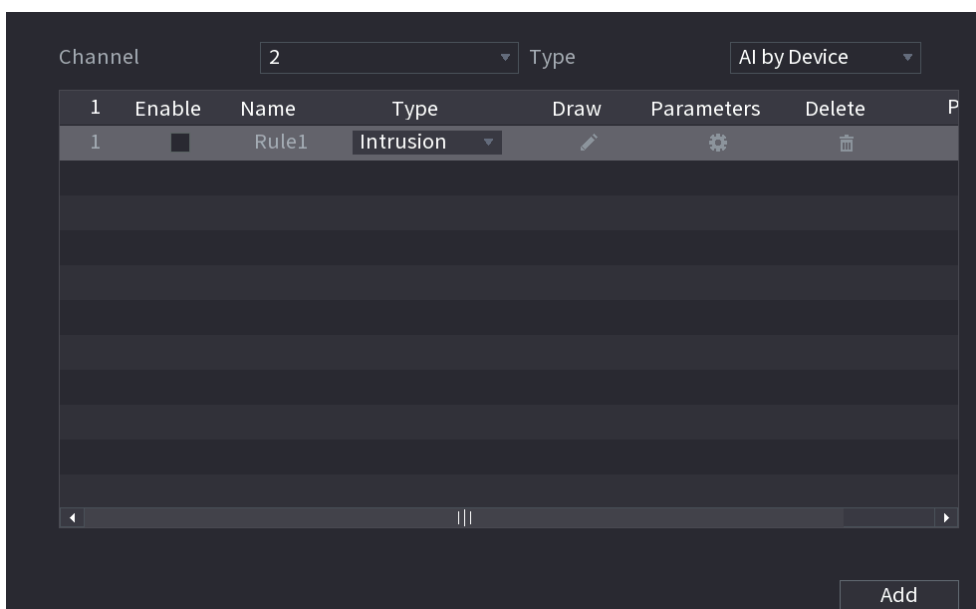 Channel 2 Type AI by Device
1 Enable Name Type Draw Parameters Delete P
1 Rule1 Intrusion
Add